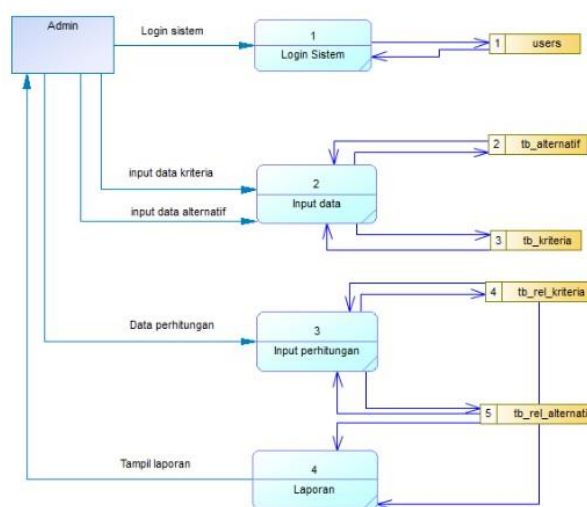 Admin
Login sistem
1
Login Sistem
1 users
2 tb_alternatif
input data kriteria
2
Input data
input data alternatif
3 tb_kriteria
4 tb_rel_kriteria
Data perhitungan
3
Input perhitungan
5 tb_rel_alternatif
Tampil laporan
4
Laporan